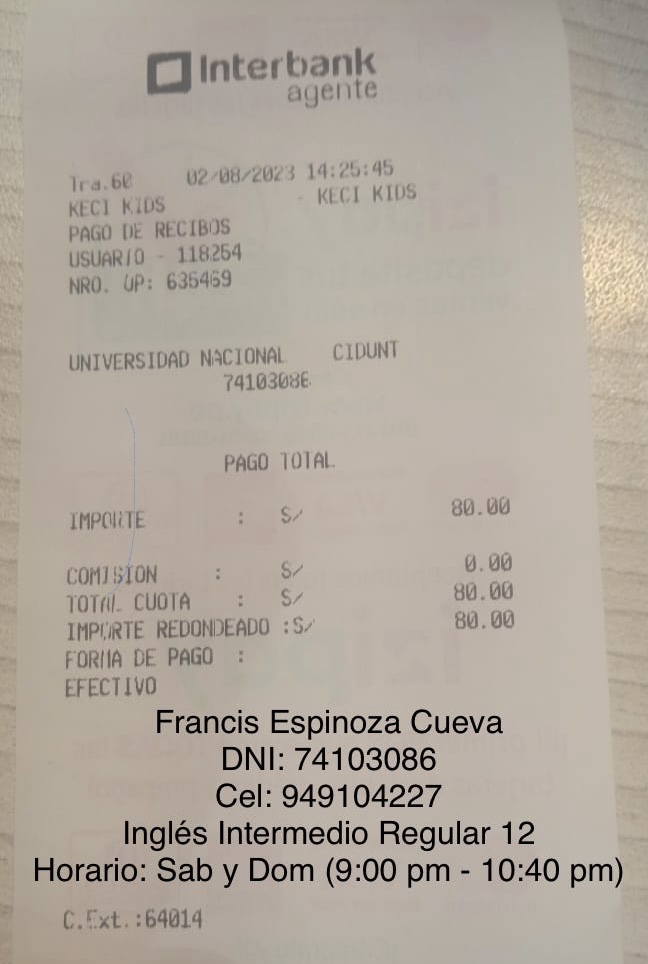 Interbank
agente
Tra.60 02/08/2023 14:25:45
KECI KIDS - KECI KIDS
PAGO DE RECIBOS
USUARIO - 118254
NRO. OP: 635469
UNIVERSIDAD NACIONAL CIDUNT
74103086
PAGO TOTAL
IMPORTE : S/ 80.00
COMISION : S/ 0.00
TOTAL CUOTA : S/ 80.00
IMPORTE REDONDEADO :S/ 80.00
FORMA DE PAGO :
EFECTIVO
Francis Espinoza Cueva
DNI: 74103086
Cel: 949104227
Inglés Intermedio Regular 12
Horario: Sab y Dom (9:00 pm - 10:40 pm)
C.Ext.:64014